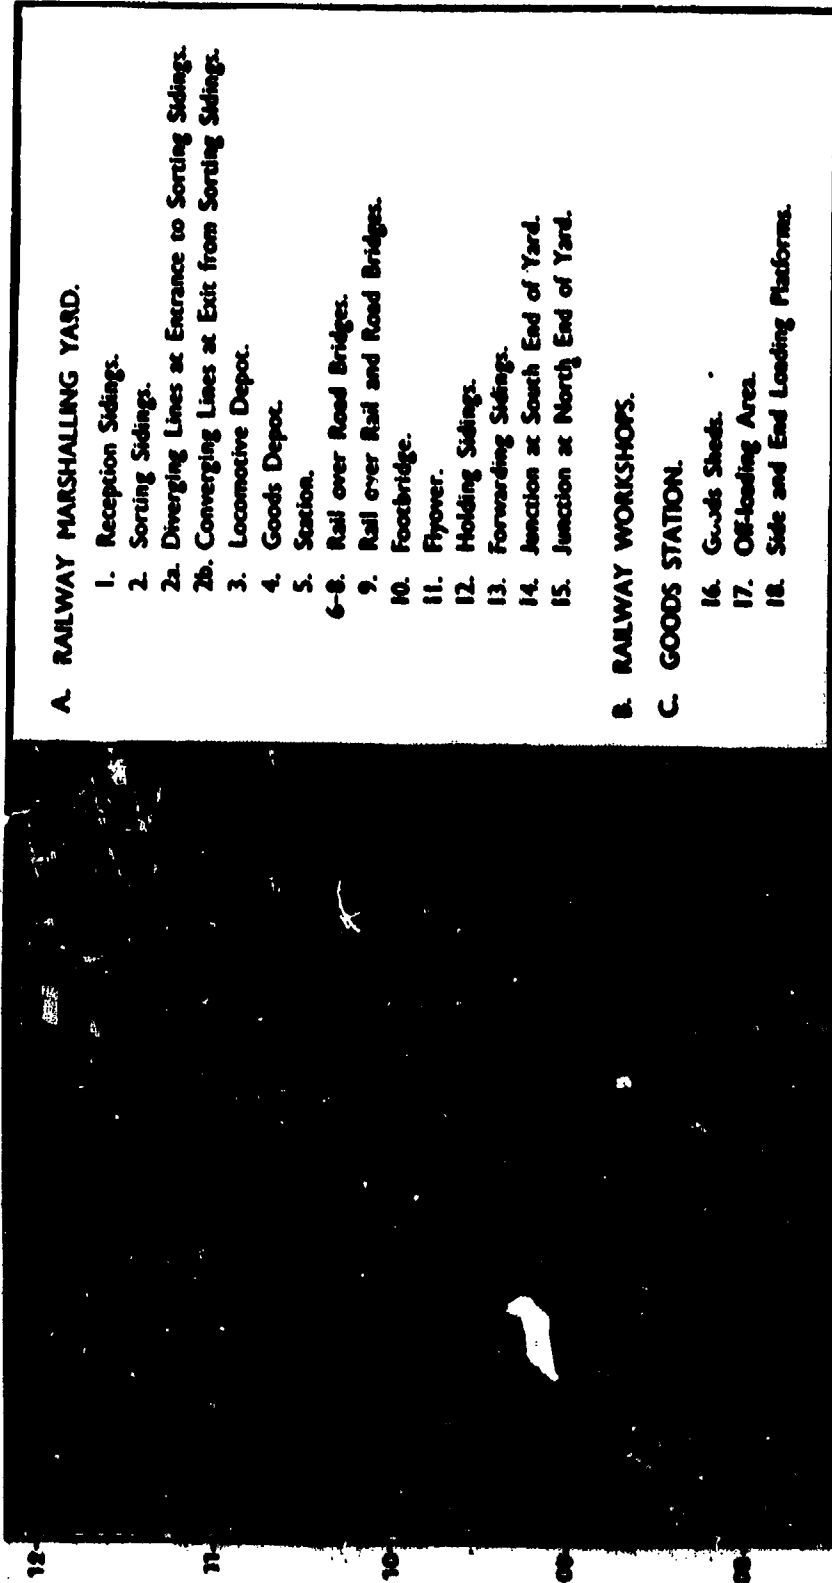 A. RAILWAY MARSHALLING YARD.
1. Reception Sidings.
2. Sorting Sidings.
2a. Diverging Lines at Entrance to Sorting Sidings.
2b. Converging Lines at Exit from Sorting Sidings.
3. Locomotive Depot.
4. Goods Depot.
5. Station.
6-8. Rail over Road Bridges.
9. Rail over Rail and Road Bridges.
10. Footbridge.
11. Flyover.
12. Holding Sidings.
13. Forwarding Sidings.
14. Junction at South End of Yard.
15. Junction at North End of Yard.
B. RAILWAY WORKSHOPS.
C. GOODS STATION.
16. Goods Sheds.
17. Off-loading Area.
18. Side and End Loading Platforms.
12
11
10
09
08